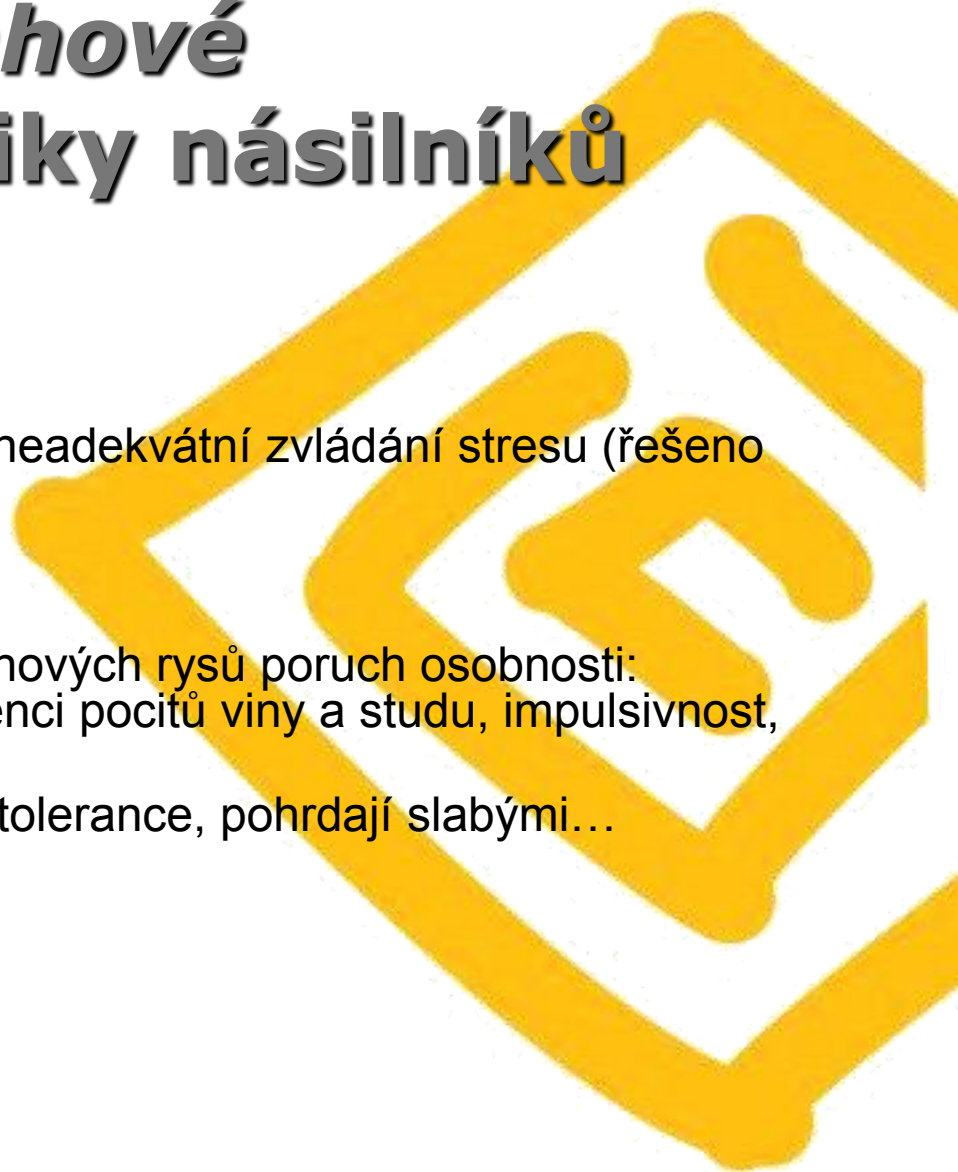 hové
iky násilníků
neadekvátní zvládání stresu (řešeno
nových rysů poruch osobnosti:
enci pocitů viny a studu, impulsivnost,
tolerance, pohrdají slabými…